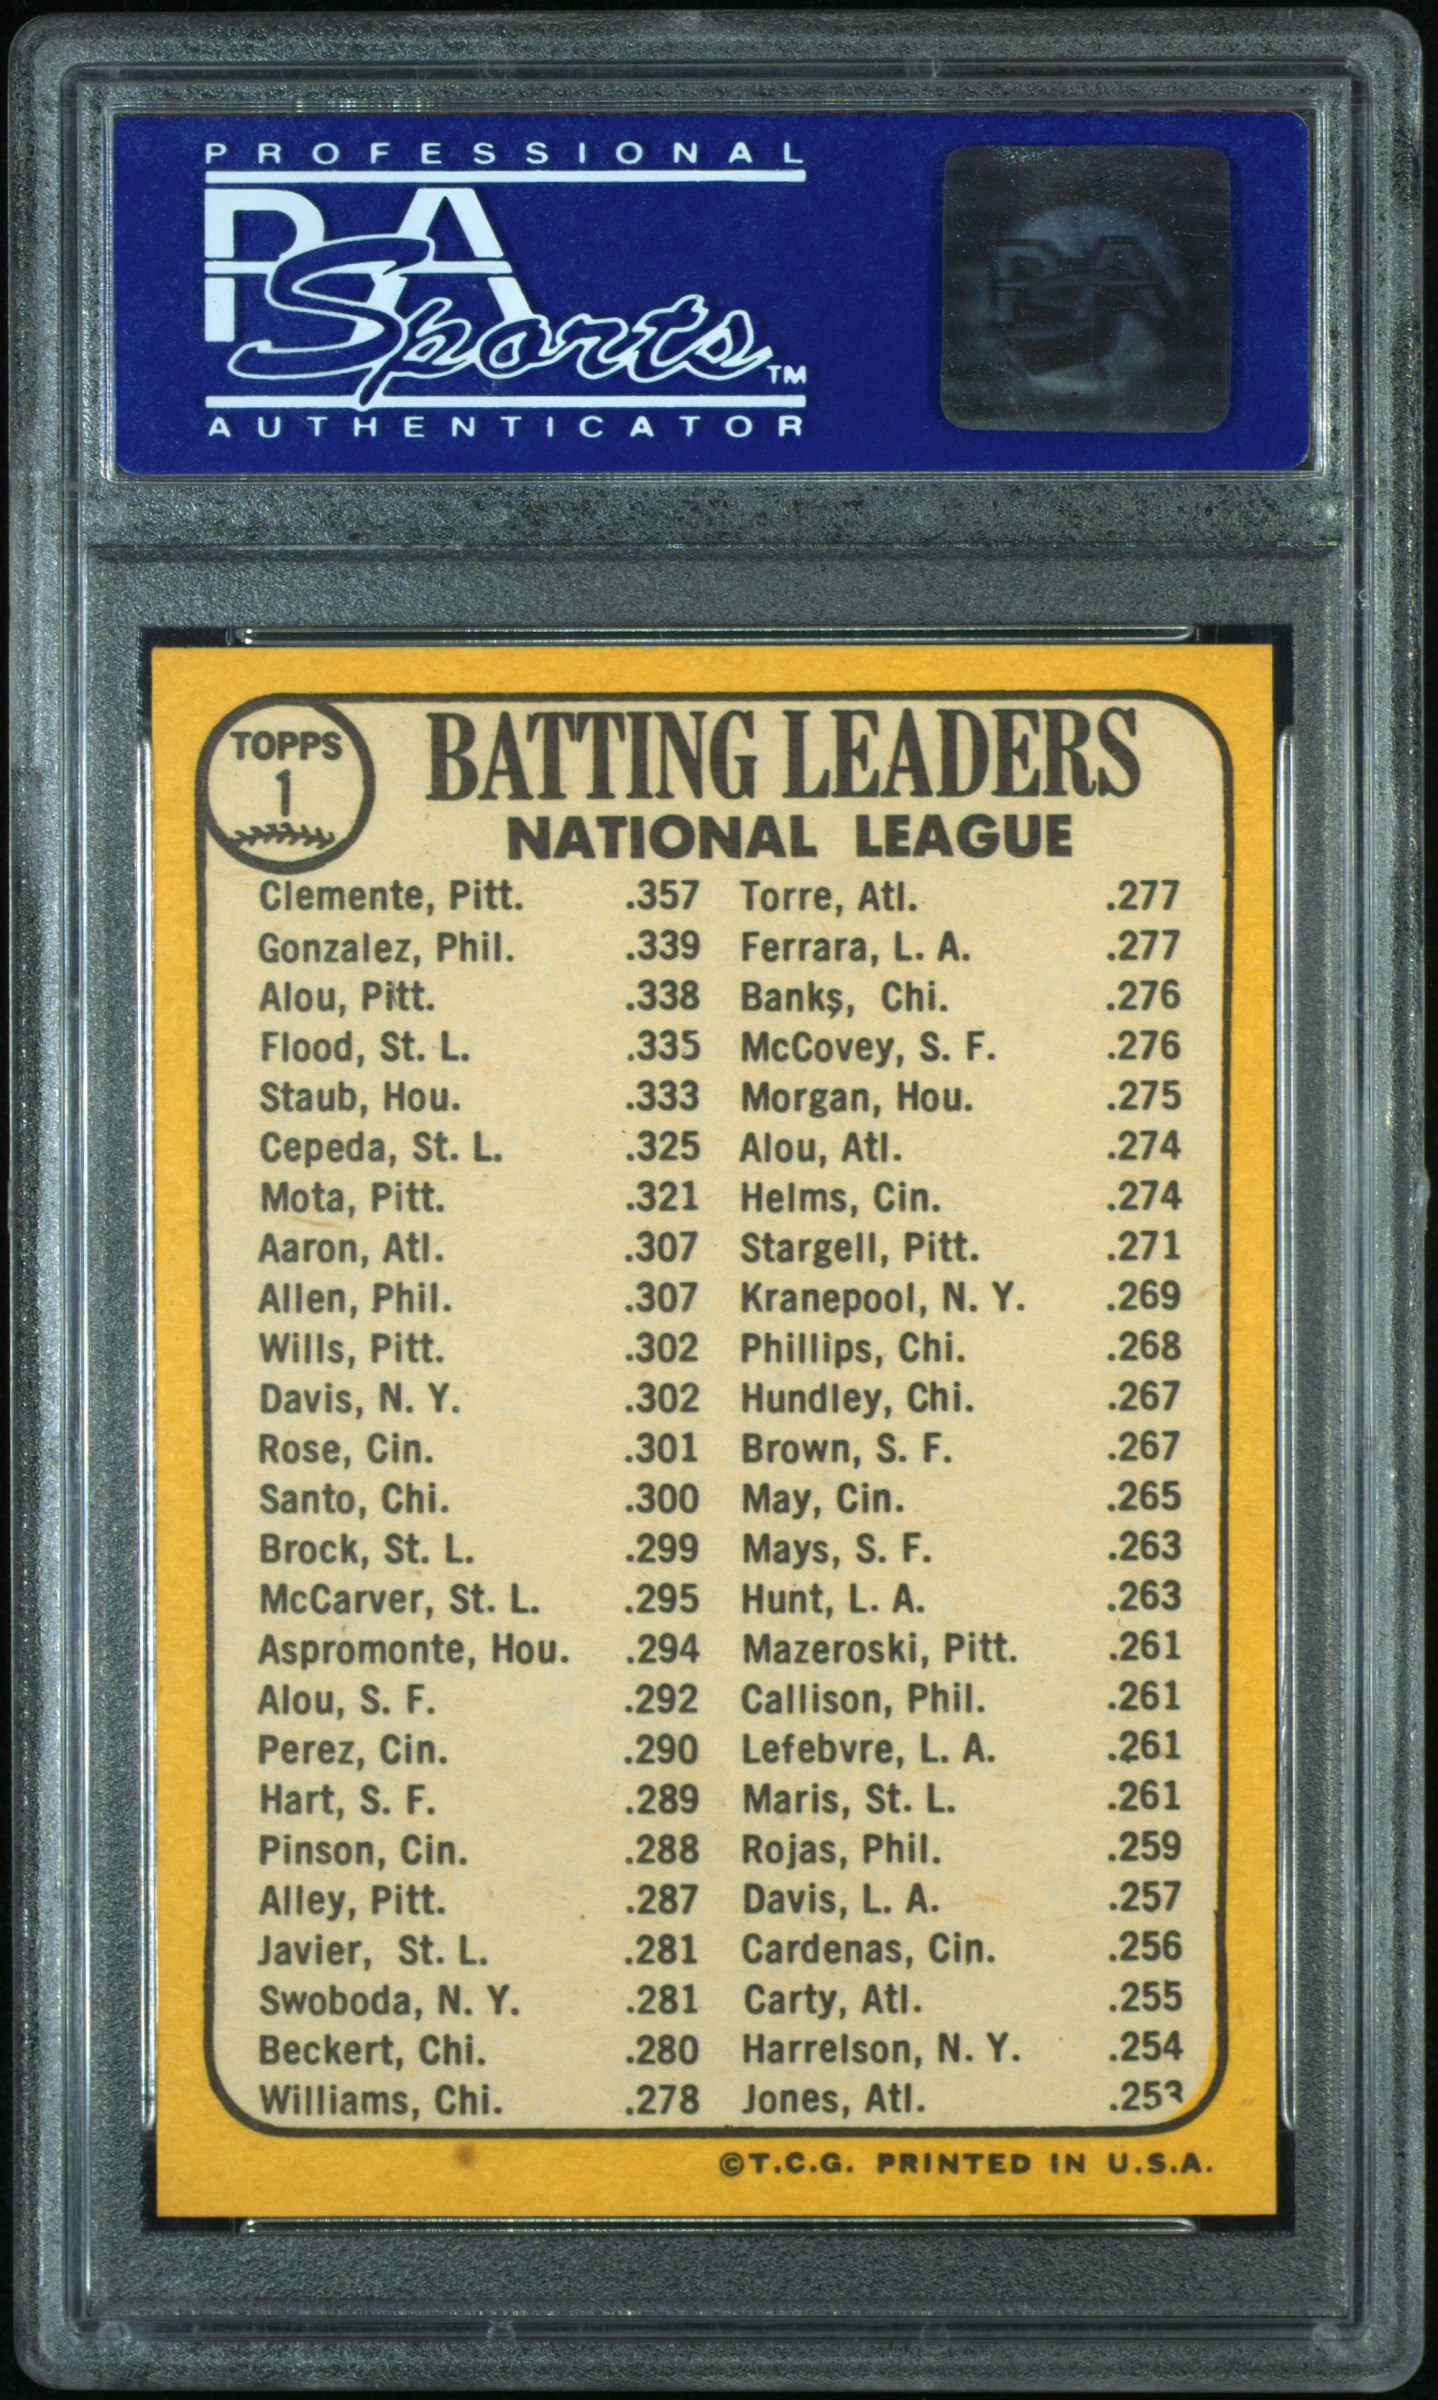 PROFESSIONAL
PSA
Sports™
AUTHENTICATOR
PSA
TOPPS
1
BATTING LEADERS
NATIONAL LEAGUE
Clemente, Pitt. .357
Gonzalez, Phil. .339
Alou, Pitt. .338
Flood, St. L. .335
Staub, Hou. .333
Cepeda, St. L. .325
Mota, Pitt. .321
Aaron, Atl. .307
Allen, Phil. .307
Wills, Pitt. .302
Davis, N. Y. .302
Rose, Cin. .301
Santo, Chi. .300
Brock, St. L. .299
McCarver, St. L. .295
Aspromonte, Hou. .294
Alou, S. F. .292
Perez, Cin. .290
Hart, S. F. .289
Pinson, Cin. .288
Alley, Pitt. .287
Javier, St. L. .281
Swoboda, N. Y. .281
Beckert, Chi. .280
Williams, Chi. .278
Torre, Atl. .277
Ferrara, L. A. .277
Banks, Chi. .276
McCovey, S. F. .276
Morgan, Hou. .275
Alou, Atl. .274
Helms, Cin. .274
Stargell, Pitt. .271
Kranepool, N. Y. .269
Phillips, Chi. .268
Hundley, Chi. .267
Brown, S. F. .267
May, Cin. .265
Mays, S. F. .263
Hunt, L. A. .263
Mazeroski, Pitt. .261
Callison, Phil. .261
Lefebvre, L. A. .261
Maris, St. L. .261
Rojas, Phil. .259
Davis, L. A. .257
Cardenas, Cin. .256
Carty, Atl. .255
Harrelson, N. Y. .254
Jones, Atl. .253
©T.C.G. PRINTED IN U.S.A.